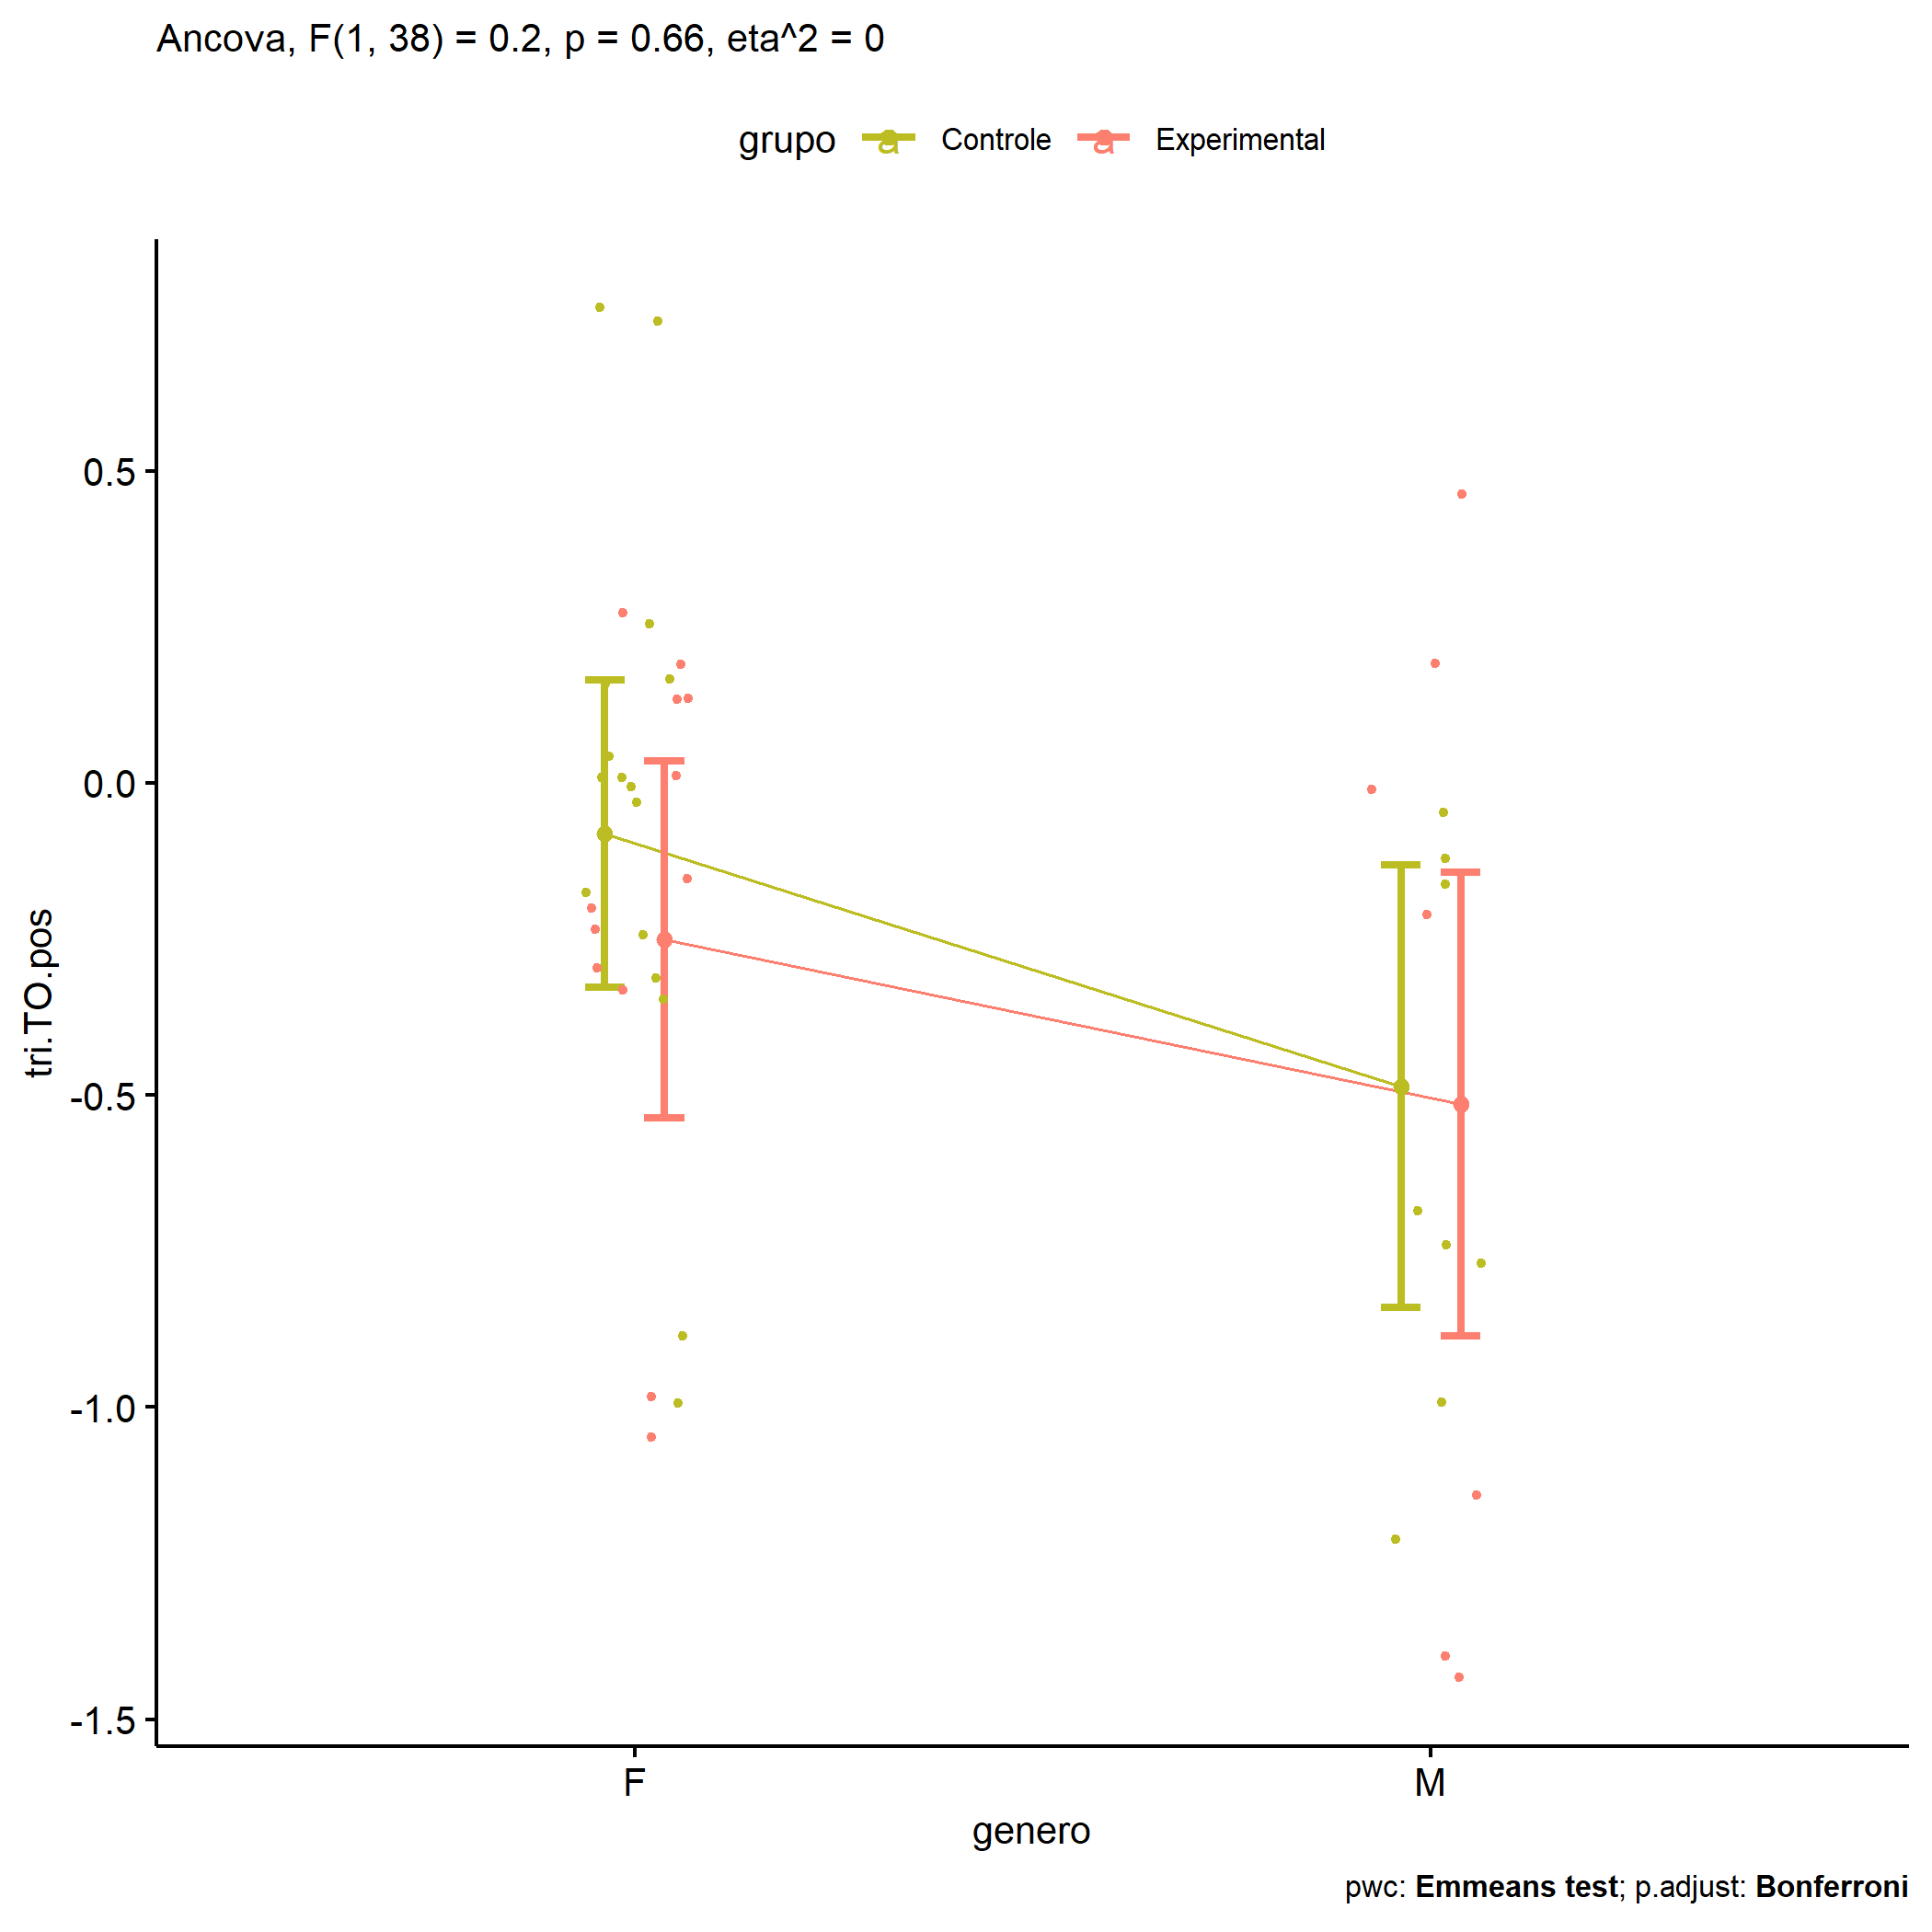 Ancova, F(1, 38) = 0.2, p = 0.66, eta^2 = 0
grupo a Controle a Experimental
0.5
0.0
-0.5
-1.0
-1.5
tri.TO.pos
F M
genero
pwc: Emmeans test; p.adjust: Bonferroni